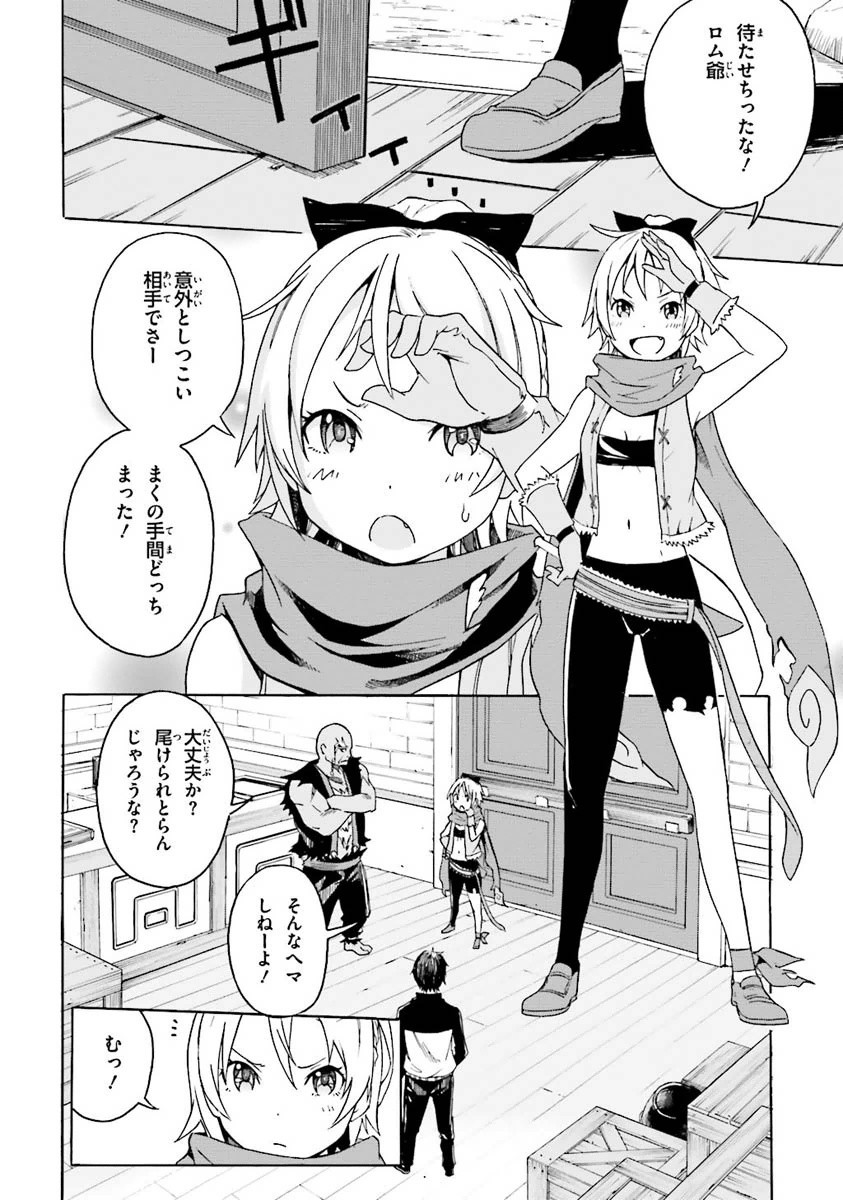 待たせちったな!
ロム爺
ギギ
意外としつこい
相手でさー
まくの手間どっち
まった!
大丈夫か?
尾けられとらん
じゃろうな?
そんなヘマ
しねーよ!
むっ!